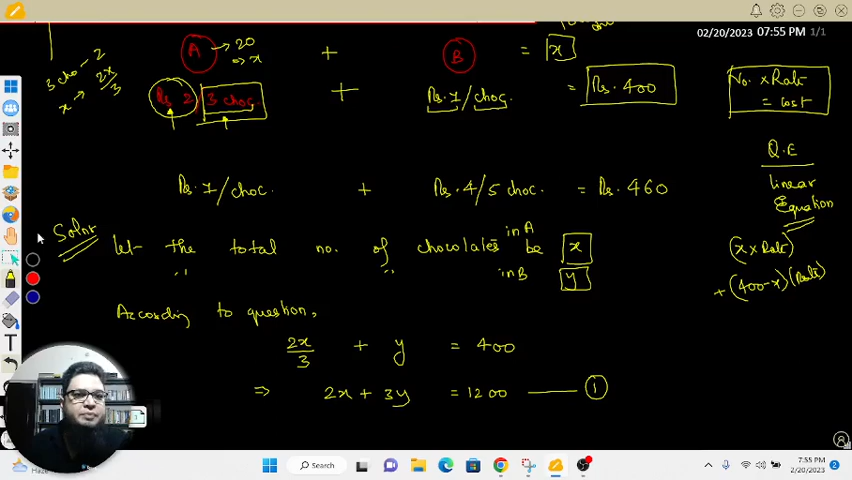 02/20/2023 07:55 PM 1/1
3 cho - 2
x → 2x/3
A → 20
⇒ x
+
B
= x
Rs 2 3 choc.
+
Rs. 1 / choc.
= Rs. 400
No. x Rate
= cost
Q.E
linear
Equation
Rs. 1 / choc.
+
Rs. 4/5 choc. = Rs. 460
Soln:
let the total no. of chocolates in A be x
,, ,, in B y
(x x Rate)
+ (400-x) (Rate)
According to question,
2x/3 + y = 400
⇒ 2x + 3y = 1200 —— 1
Search
7:55 PM
2/20/2023